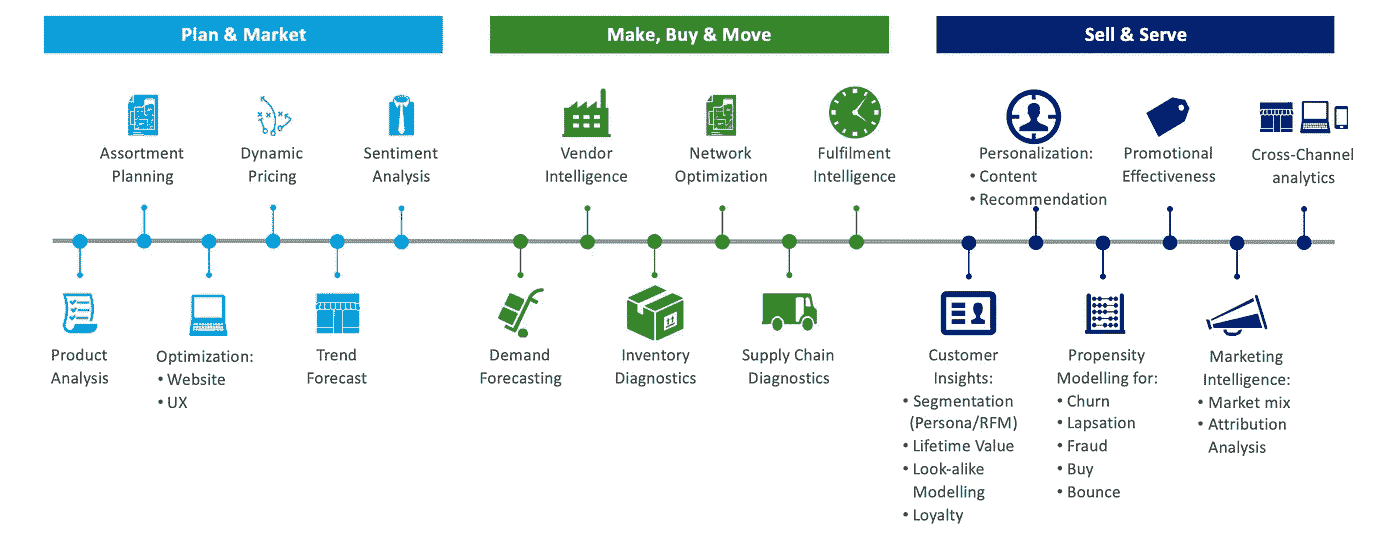 Plan & Market
Make, Buy & Move
Sell & Serve
Assortment
Planning
Dynamic
Pricing
Sentiment
Analysis
Vendor
Intelligence
Network
Optimization
Fulfilment
Intelligence
Personalization:
• Content
• Recommendation
Promotional
Effectiveness
Cross-Channel
analytics
Product
Analysis
Optimization:
• Website
• UX
Trend
Forecast
Demand
Forecasting
Inventory
Diagnostics
Supply Chain
Diagnostics
Customer
Insights:
• Segmentation
(Persona/RFM)
• Lifetime Value
• Look-alike
Modelling
• Loyalty
Propensity
Modelling for:
• Churn
• Lapsation
• Fraud
• Buy
• Bounce
Marketing
Intelligence:
• Market mix
• Attribution
Analysis